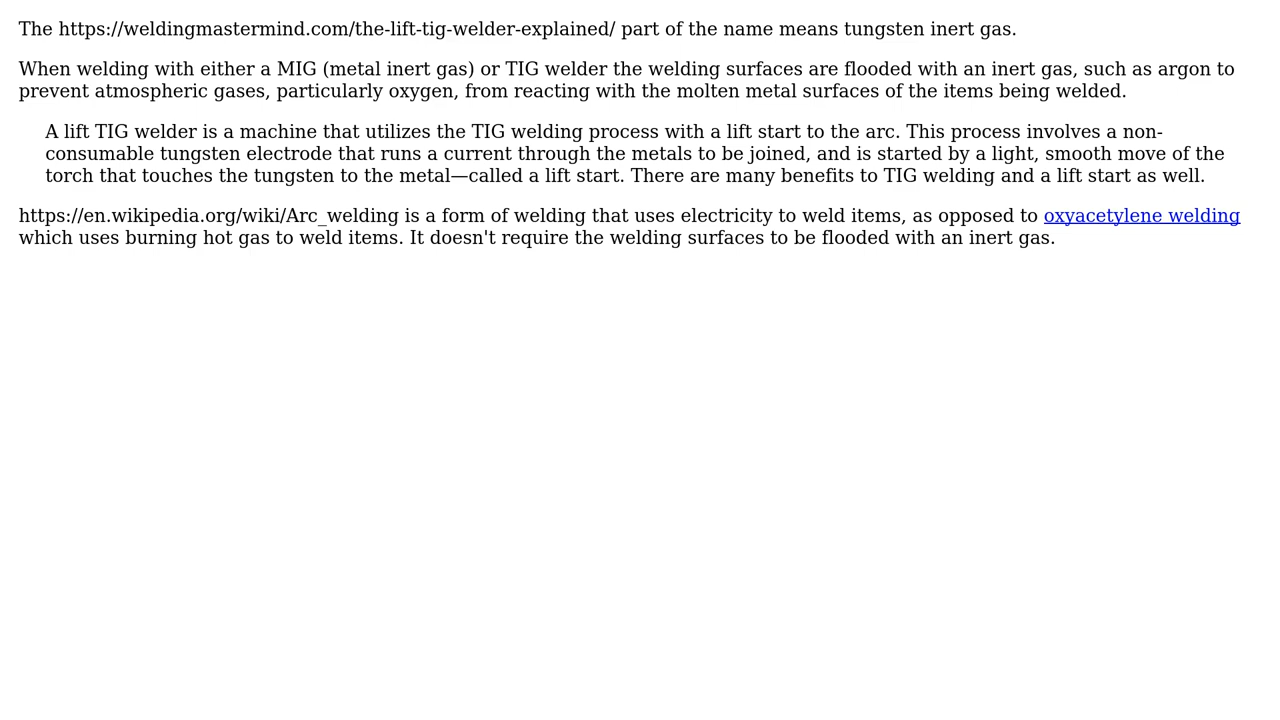 The https://weldingmastermind.com/the-lift-tig-welder-explained/ part of the name means tungsten inert gas.
When welding with either a MIG (metal inert gas) or TIG welder the welding surfaces are flooded with an inert gas, such as argon to
prevent atmospheric gases, particularly oxygen, from reacting with the molten metal surfaces of the items being welded.
A lift TIG welder is a machine that utilizes the TIG welding process with a lift start to the arc. This process involves a non-
consumable tungsten electrode that runs a current through the metals to be joined, and is started by a light, smooth move of the
torch that touches the tungsten to the metal—called a lift start. There are many benefits to TIG welding and a lift start as well.
https://en.wikipedia.org/wiki/Arc_welding is a form of welding that uses electricity to weld items, as opposed to oxyacetylene welding
which uses burning hot gas to weld items. It doesn't require the welding surfaces to be flooded with an inert gas.